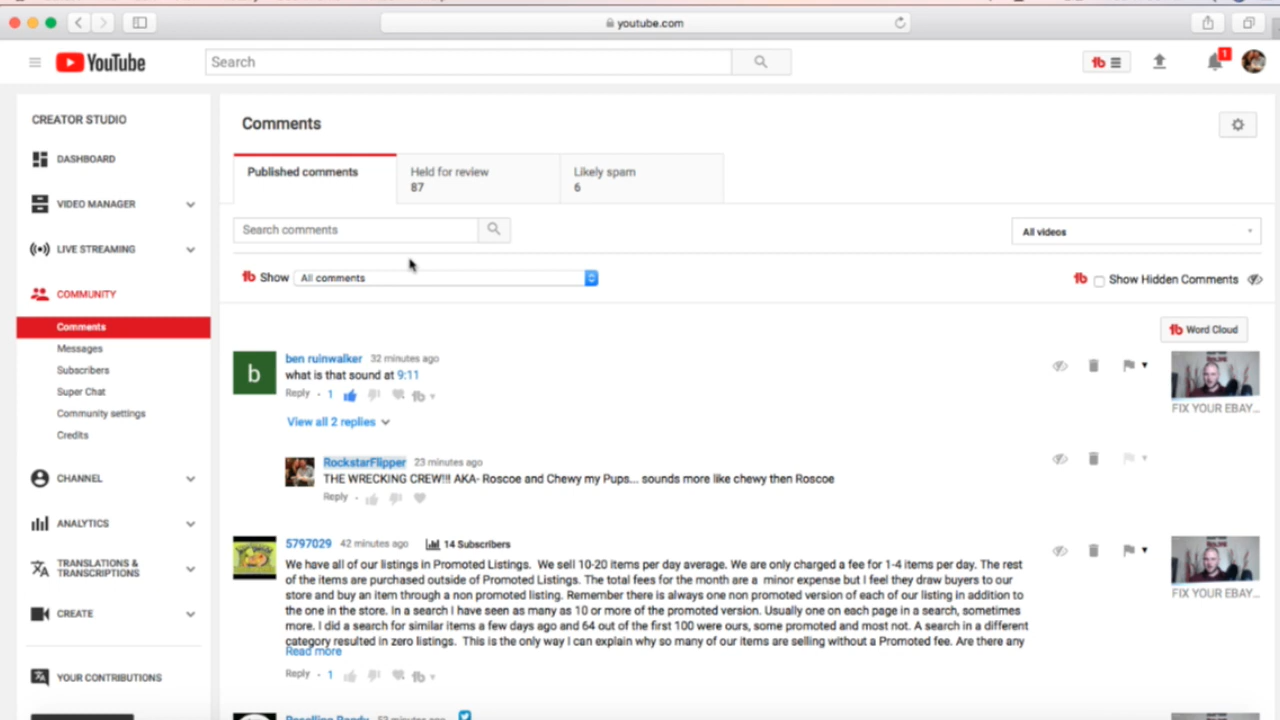 youtube.com
YouTube
Search
tb
1
CREATOR STUDIO
DASHBOARD
VIDEO MANAGER
LIVE STREAMING
COMMUNITY
Comments
Messages
Subscribers
Super Chat
Community settings
Credits
CHANNEL
ANALYTICS
TRANSLATIONS &
TRANSCRIPTIONS
CREATE
YOUR CONTRIBUTIONS
Comments
Published comments
Held for review
87
Likely spam
6
Search comments
All videos
tb Show All comments
tb Show Hidden Comments
tb Word Cloud
b
ben ruinwalker 32 minutes ago
what is that sound at 9:11
Reply · 1 tb
FIX YOUR EBAY...
View all 2 replies
RockstarFlipper 23 minutes ago
THE WRECKING CREW!!! AKA- Roscoe and Chewy my Pups... sounds more like chewy then Roscoe
Reply ·
5797029 42 minutes ago 14 Subscribers
We have all of our listings in Promoted Listings. We sell 10-20 items per day average. We are only charged a fee for 1-4 items per day. The rest
of the items are purchased outside of Promoted Listings. The total fees for the month are a minor expense but I feel they draw buyers to our
store and buy an item through a non promoted listing. Remember there is always one non promoted version of each of our listing in addition to
the one in the store. In a search I have seen as many as 10 or more of the promoted version. Usually one on each page in a search, sometimes
more. I did a search for similar items a few days ago and 64 out of the first 100 were ours, some promoted and most not. A search in a different
category resulted in zero listings. This is the only way I can explain why so many of our items are selling without a Promoted fee. Are there any
Read more
Reply · 1 tb
FIX YOUR EBAY...